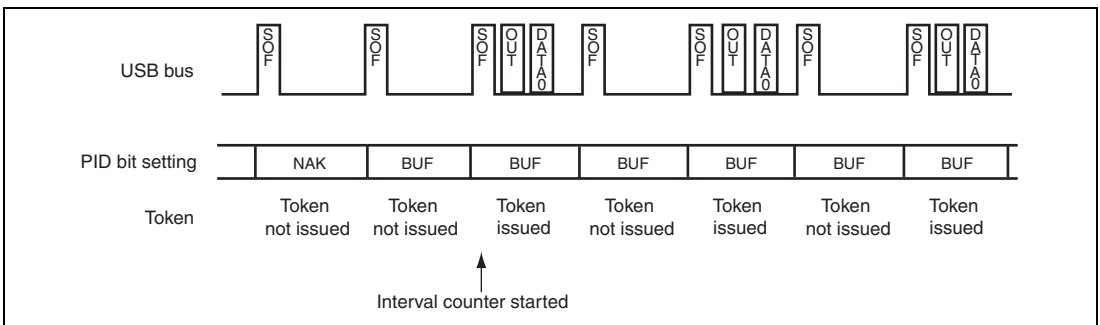 USB bus
SOF SOF SOF OUT DATA0 SOF SOF OUT DATA0 SOF SOF OUT DATA0
PID bit setting NAK BUF BUF BUF BUF BUF BUF
Token Token not issued Token not issued Token issued Token not issued Token issued Token not issued Token issued
Interval counter started